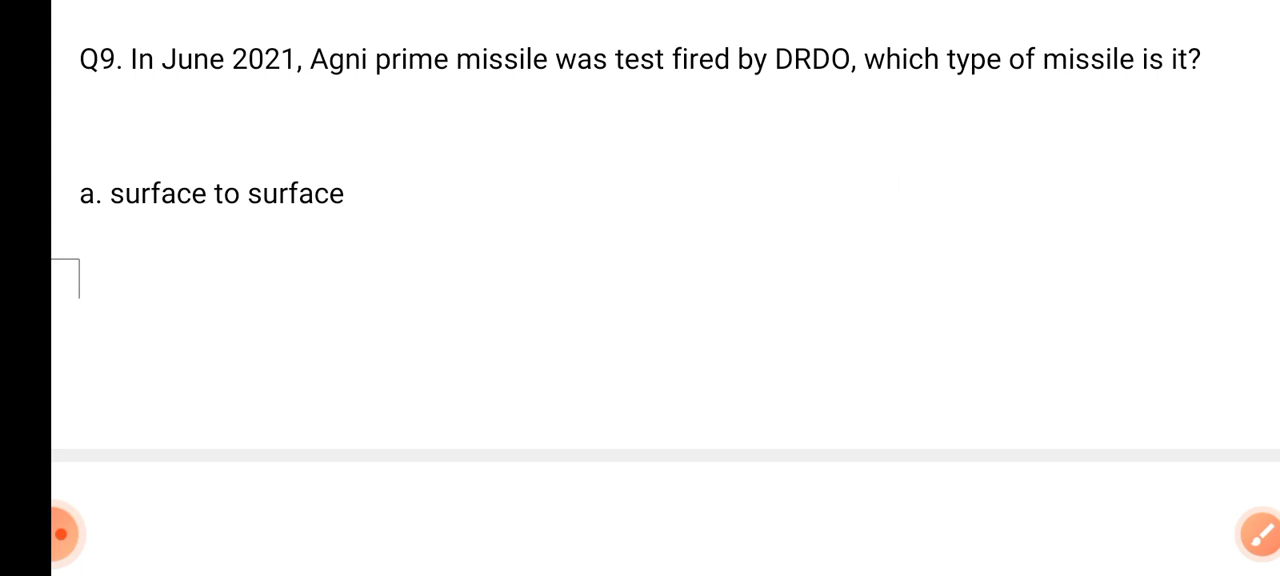 Q9. In June 2021, Agni prime missile was test fired by DRDO, which type of missile is it?
a. surface to surface